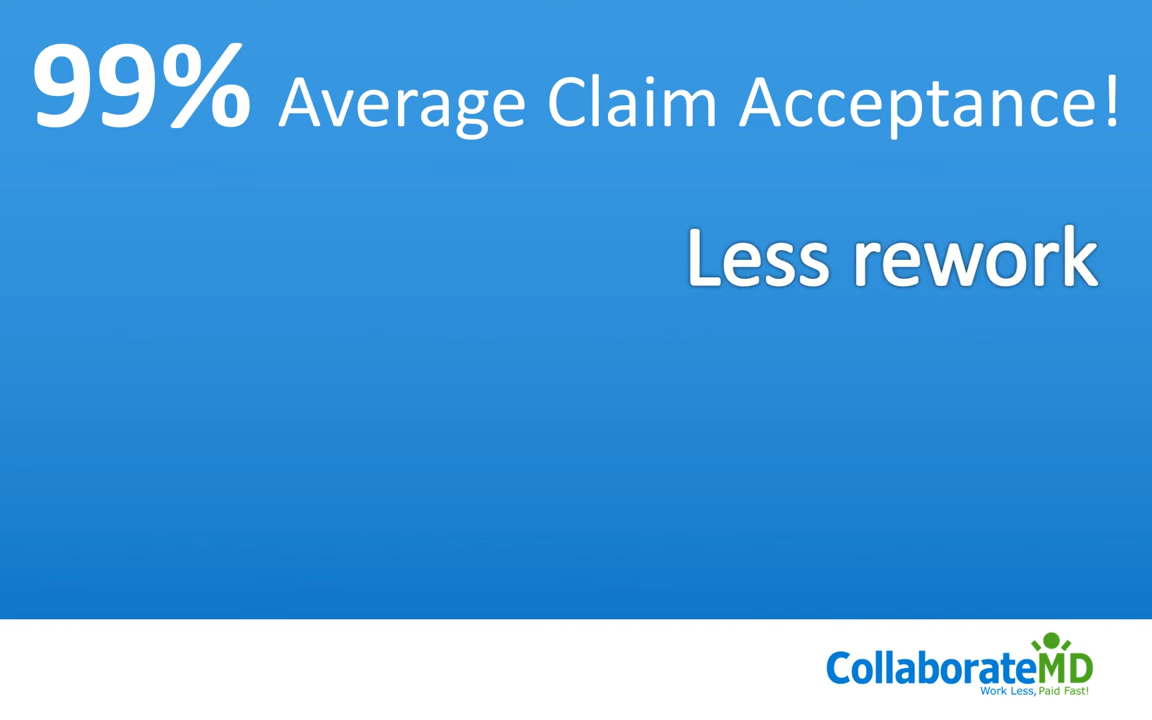 99% Average Claim Acceptance!
Less rework
CollaborateMD
Work Less, Paid Fast!